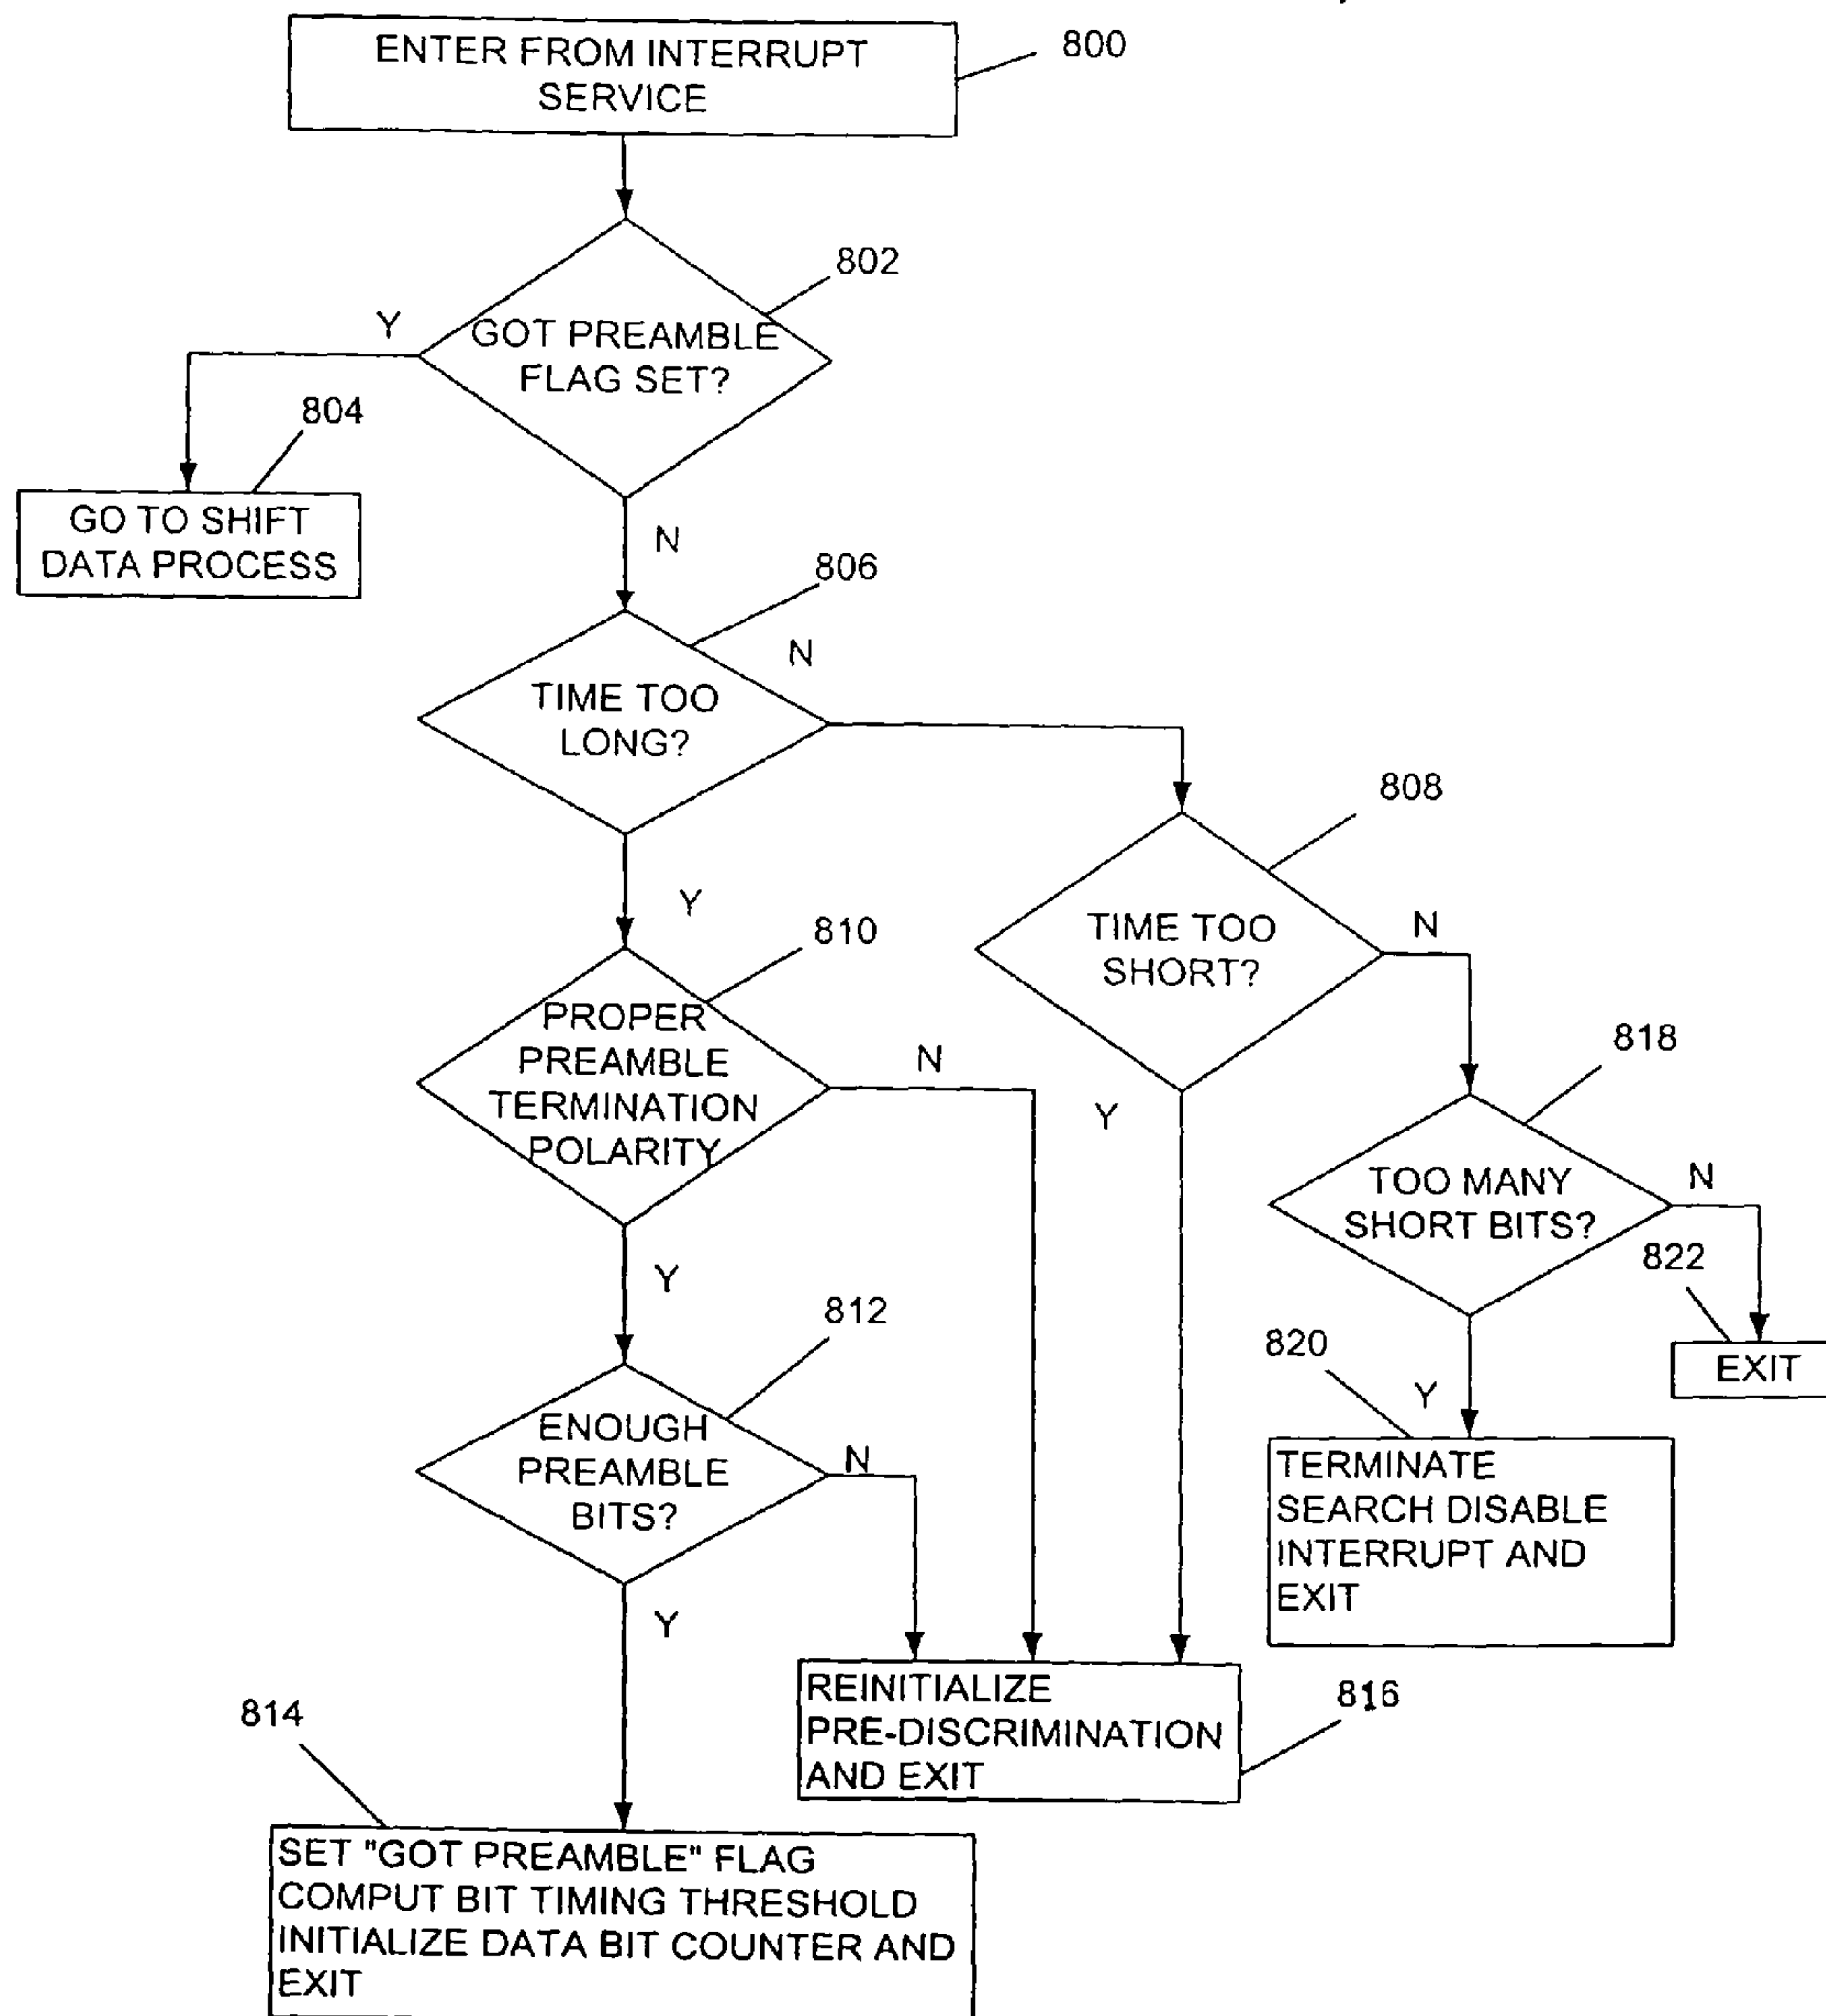 ENTER FROM INTERRUPT
SERVICE
800
802
GOT PREAMBLE
FLAG SET?
Y
804
GO TO SHIFT
DATA PROCESS
N
806
TIME TOO
LONG?
N
808
TIME TOO
SHORT?
N
Y
810
PROPER
PREAMBLE
TERMINATION
POLARITY
N
Y
818
TOO MANY
SHORT BITS?
N
822
EXIT
Y
812
ENOUGH
PREAMBLE
BITS?
N
820
Y
TERMINATE
SEARCH DISABLE
INTERRUPT AND
EXIT
Y
REINITIALIZE
PRE-DISCRIMINATION
AND EXIT
816
814
SET "GOT PREAMBLE" FLAG
COMPUT BIT TIMING THRESHOLD
INITIALIZE DATA BIT COUNTER AND
EXIT